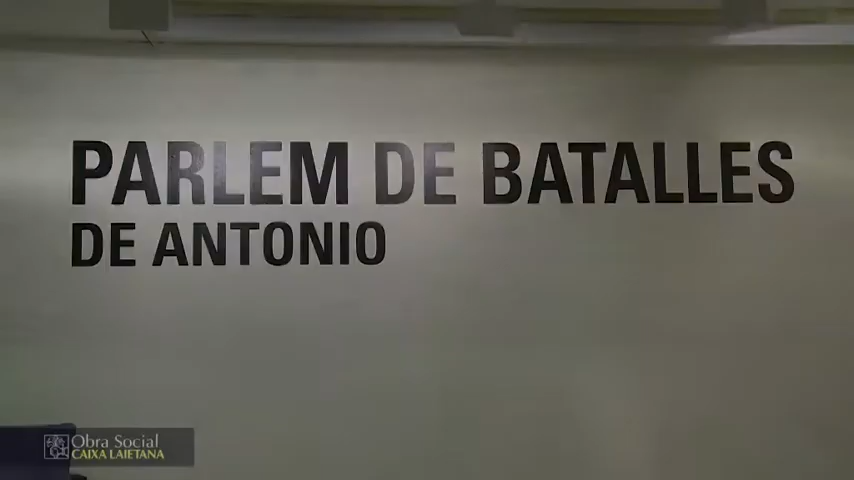 PARLEM DE BATALLES
DE ANTONIO
Obra Social
CAIXA LAIETANA